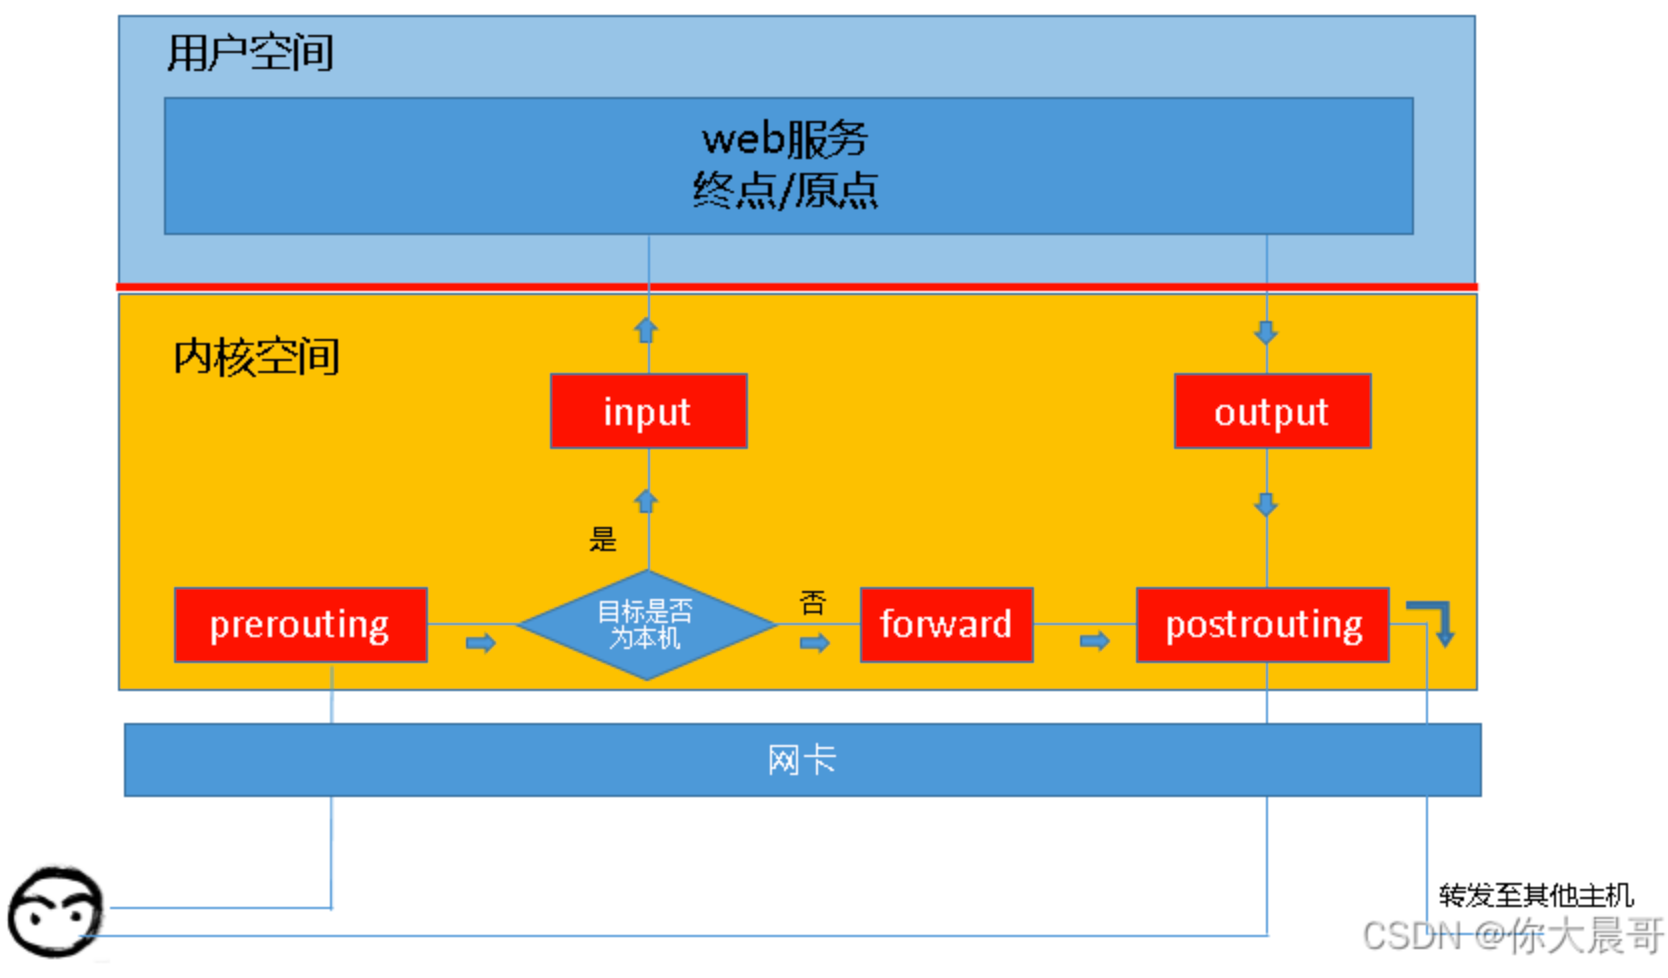 用户空间
web服务
终点/原点
内核空间
input
output
是
prerouting
目标是否
为本机
否
forward
postrouting
网卡
转发至其他主机
CSDN @你大晨哥